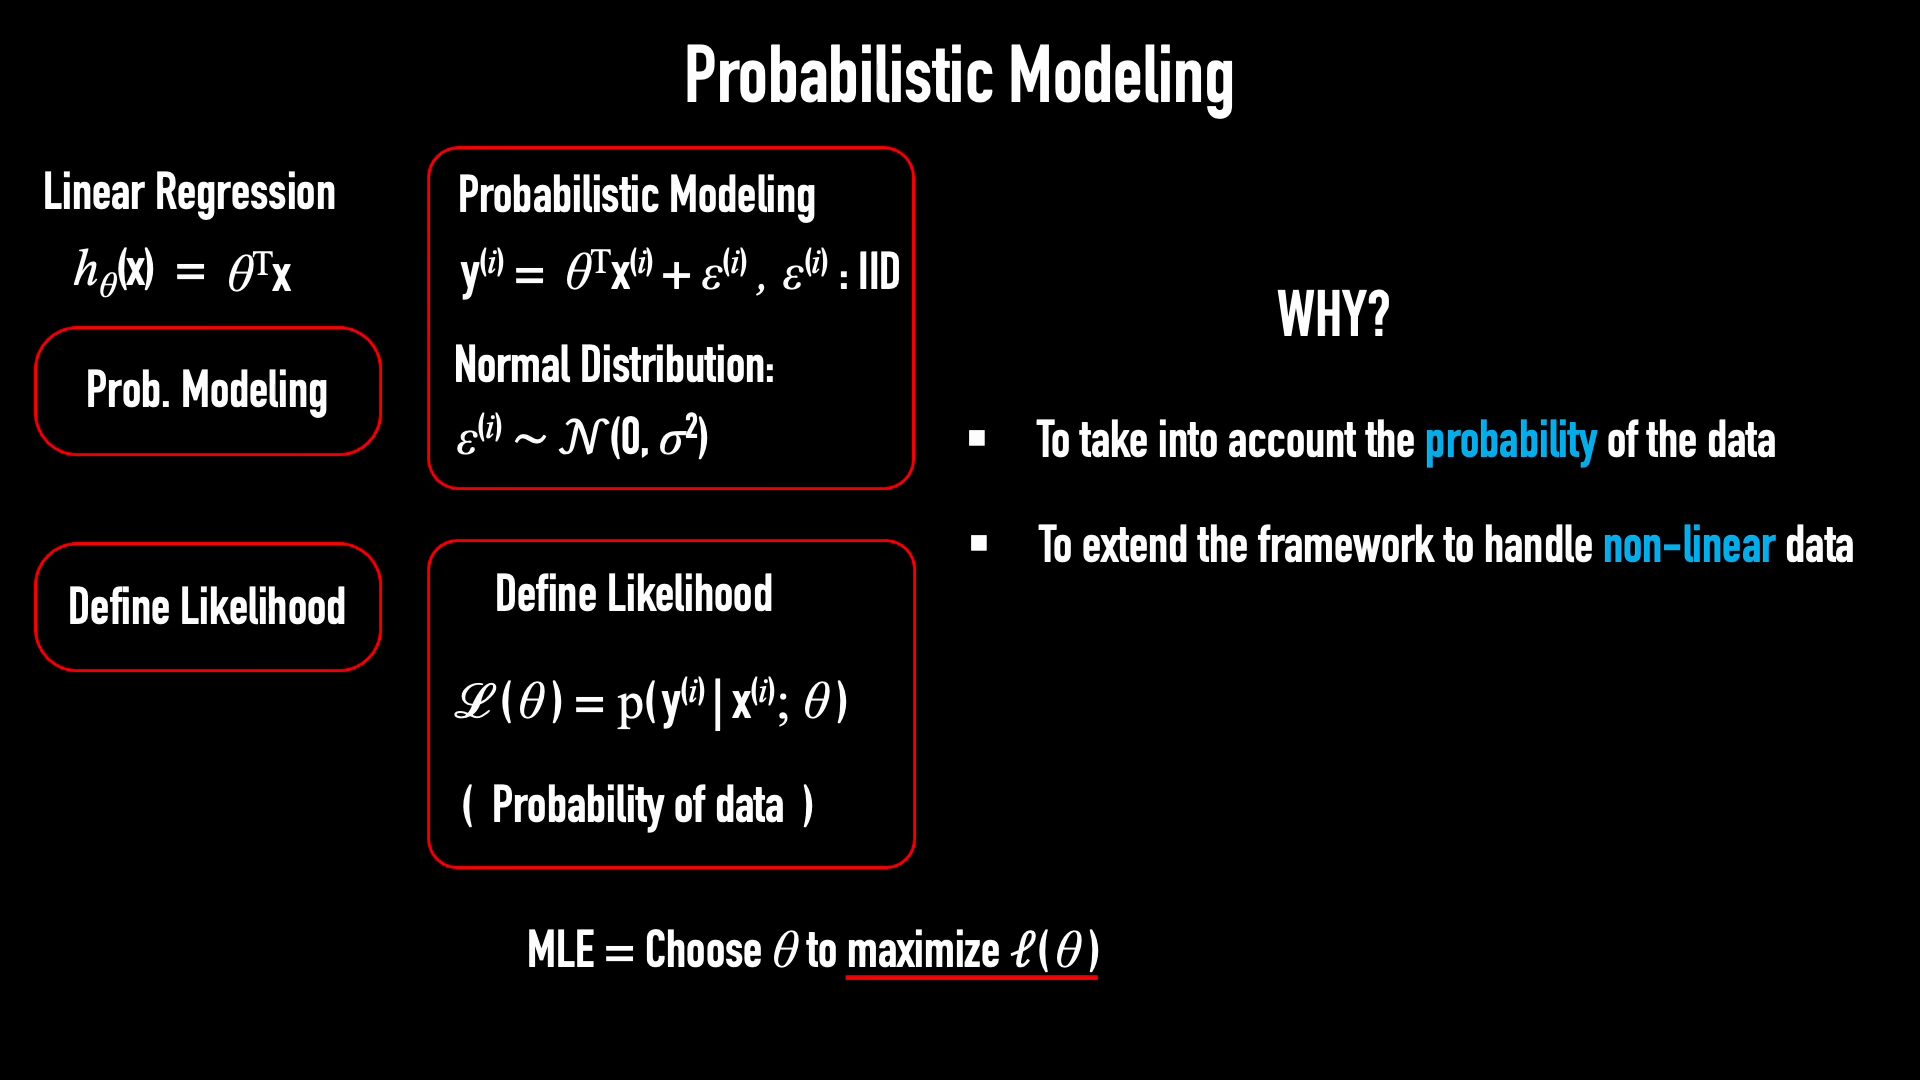 Probabilistic Modeling
Linear Regression
h_θ(x) = θᵀx
Prob. Modeling
Define Likelihood
Probabilistic Modeling
y⁽ⁱ⁾ = θᵀx⁽ⁱ⁾ + ε⁽ⁱ⁾ , ε⁽ⁱ⁾ : IID
Normal Distribution:
ε⁽ⁱ⁾ ~ 𝒩(0, σ²)
Define Likelihood
ℒ(θ) = p(y⁽ⁱ⁾ | x⁽ⁱ⁾; θ)
( Probability of data )
WHY?
▪ To take into account the probability of the data
▪ To extend the framework to handle non-linear data
MLE = Choose θ to maximize ℓ(θ)